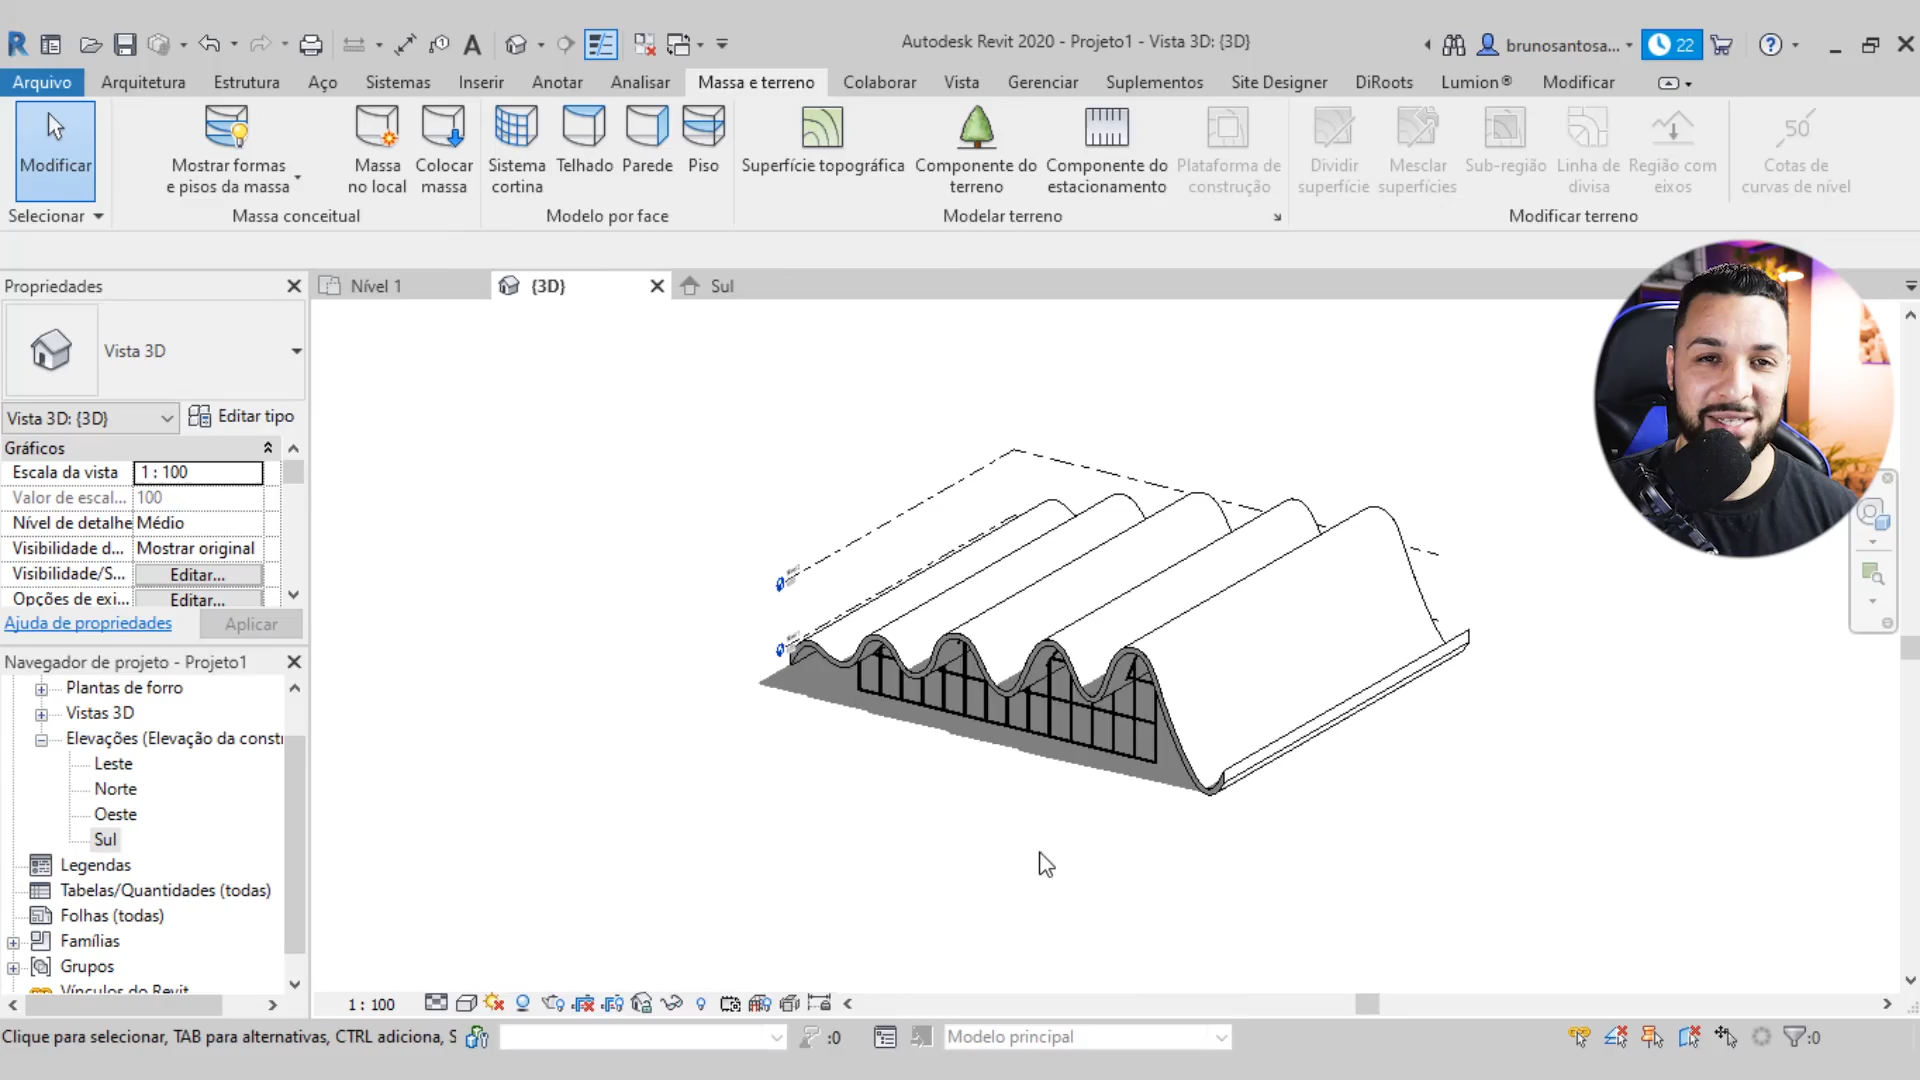 Autodesk Revit 2020 - Projeto1 - Vista 3D: {3D}
brunosantosa...
22
Arquivo
Arquitetura
Estrutura
Aço
Sistemas
Inserir
Anotar
Analisar
Massa e terreno
Colaborar
Vista
Gerenciar
Suplementos
Site Designer
DiRoots
Lumion®
Modificar
Modificar
Mostrar formas
e pisos da massa
Massa
no local
Colocar
massa
Sistema
cortina
Telhado
Parede
Piso
Superfície topográfica
Componente do
terreno
Componente do
estacionamento
Plataforma de
construção
Dividir
superfície
Mesclar
superfícies
Sub-região
Linha de
divisa
Região com
eixos
50
Cotas de
curvas de nível
Selecionar
Massa conceitual
Modelo por face
Modelar terreno
Modificar terreno
Propriedades
Nível 1
{3D}
Sul
Vista 3D
Vista 3D: {3D}
Editar tipo
Gráficos
Escala da vista 1 : 100
Valor de escal... 100
Nível de detalhe Médio
Visibilidade d... Mostrar original
Visibilidade/S... Editar...
Opções de exi... Editar...
Ajuda de propriedades
Aplicar
Navegador de projeto - Projeto1
Plantas de forro
Vistas 3D
Elevações (Elevação da constr
Leste
Norte
Oeste
Sul
Legendas
Tabelas/Quantidades (todas)
Folhas (todas)
Famílias
Grupos
Vínculos do Revit
1 : 100
Clique para selecionar, TAB para alternativas, CTRL adiciona, S
:0
Modelo principal
:0